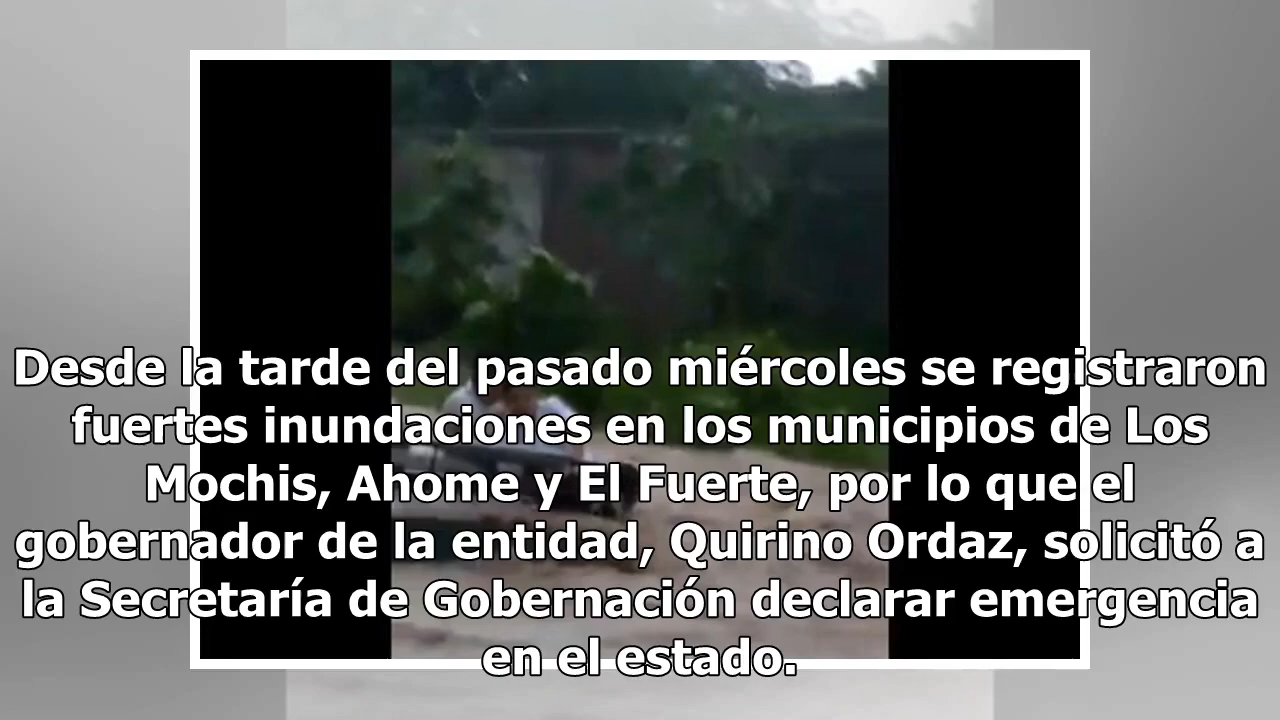 Desde la tarde del pasado miércoles se registraron
fuertes inundaciones en los municipios de Los
Mochis, Ahome y El Fuerte, por lo que el
gobernador de la entidad, Quirino Ordaz, solicitó a
la Secretaría de Gobernación declarar emergencia
en el estado.